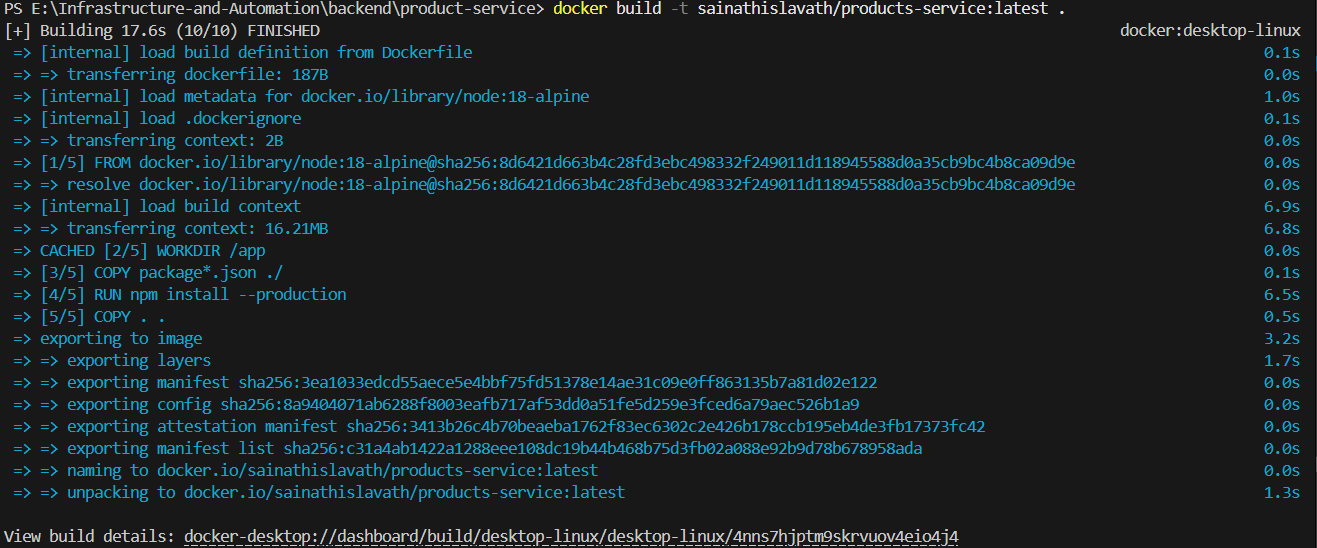 PS E:\Infrastructure-and-Automation\backend\product-service> docker build -t sainathislavath/products-service:latest .
[+] Building 17.6s (10/10) FINISHED docker:desktop-linux
=> [internal] load build definition from Dockerfile 0.1s
=> => transferring dockerfile: 187B 0.0s
=> [internal] load metadata for docker.io/library/node:18-alpine 1.0s
=> [internal] load .dockerignore 0.1s
=> => transferring context: 2B 0.0s
=> [1/5] FROM docker.io/library/node:18-alpine@sha256:8d6421d663b4c28fd3ebc498332f249011d118945588d0a35cb9bc4b8ca09d9e 0.0s
=> => resolve docker.io/library/node:18-alpine@sha256:8d6421d663b4c28fd3ebc498332f249011d118945588d0a35cb9bc4b8ca09d9e 0.0s
=> [internal] load build context 6.9s
=> => transferring context: 16.21MB 6.8s
=> CACHED [2/5] WORKDIR /app 0.0s
=> [3/5] COPY package*.json ./ 0.1s
=> [4/5] RUN npm install --production 6.5s
=> [5/5] COPY . . 0.5s
=> exporting to image 3.2s
=> => exporting layers 1.7s
=> => exporting manifest sha256:3ea1033edcd55aece5e4bbf75fd51378e14ae31c09e0ff863135b7a81d02e122 0.0s
=> => exporting config sha256:8a9404071ab6288f8003eafb717af53dd0a51fe5d259e3fced6a79aec526b1a9 0.0s
=> => exporting attestation manifest sha256:3413b26c4b70beaeba1762f83ec6302c2e426b178ccb195eb4de3fb17373fc42 0.0s
=> => exporting manifest list sha256:c31a4ab1422a1288eee108dc19b44b468b75d3fb02a088e92b9d78b678958ada 0.0s
=> => naming to docker.io/sainathislavath/products-service:latest 0.0s
=> => unpacking to docker.io/sainathislavath/products-service:latest 1.3s
View build details: docker-desktop://dashboard/build/desktop-linux/desktop-linux/4nns7hjptm9skrvuov4eio4j4